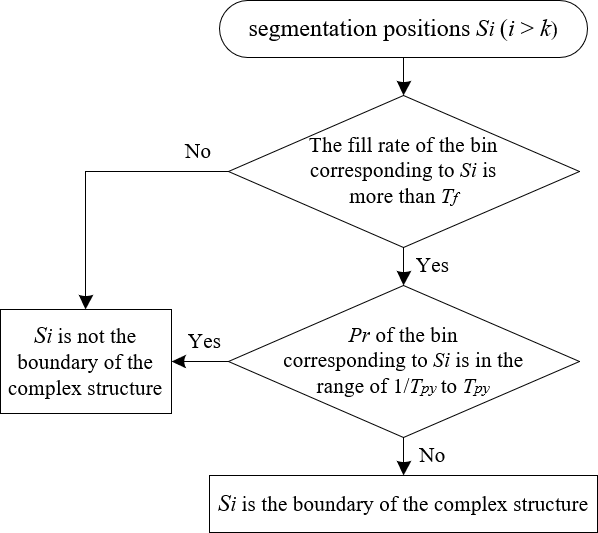 segmentation positions Si (i > k)
The fill rate of the bin
corresponding to Si is
more than Tf
No
Yes
Si is not the
boundary of the
complex structure
Yes
Pr of the bin
corresponding to Si is in the
range of 1/Tpy to Tpy
No
Si is the boundary of the complex structure